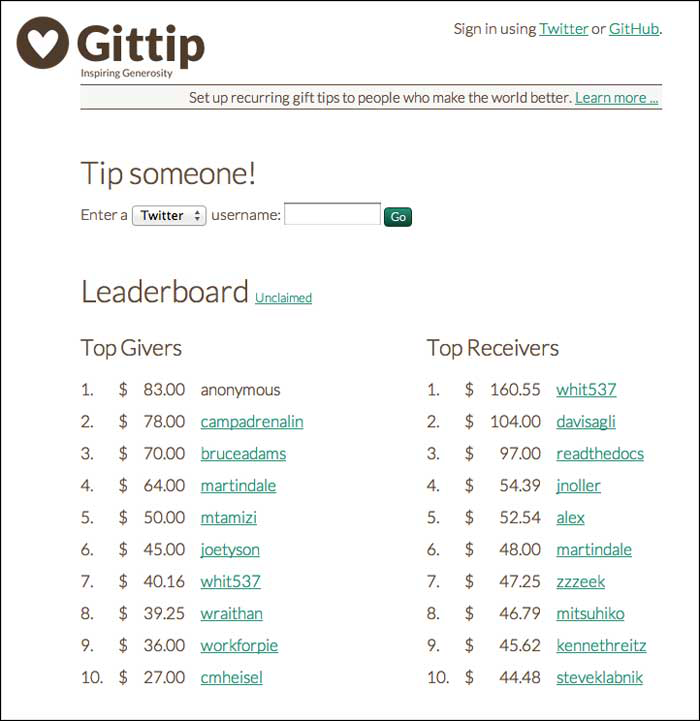 Gittip
Inspiring Generosity
Sign in using Twitter or GitHub.
Set up recurring gift tips to people who make the world better. Learn more ...
Tip someone!
Enter a Twitter username: Go
Leaderboard Unclaimed
Top Givers
1. $ 83.00 anonymous
2. $ 78.00 campadrenalin
3. $ 70.00 bruceadams
4. $ 64.00 martindale
5. $ 50.00 mtamizi
6. $ 45.00 joetyson
7. $ 40.16 whit537
8. $ 39.25 wraithan
9. $ 36.00 workforpie
10. $ 27.00 cmheisel
Top Receivers
1. $ 160.55 whit537
2. $ 104.00 davisagli
3. $ 97.00 readthedocs
4. $ 54.39 jnoller
5. $ 52.54 alex
6. $ 48.00 martindale
7. $ 47.25 zzzeek
8. $ 46.79 mitsuhiko
9. $ 45.62 kennethreitz
10. $ 44.48 steveklabnik